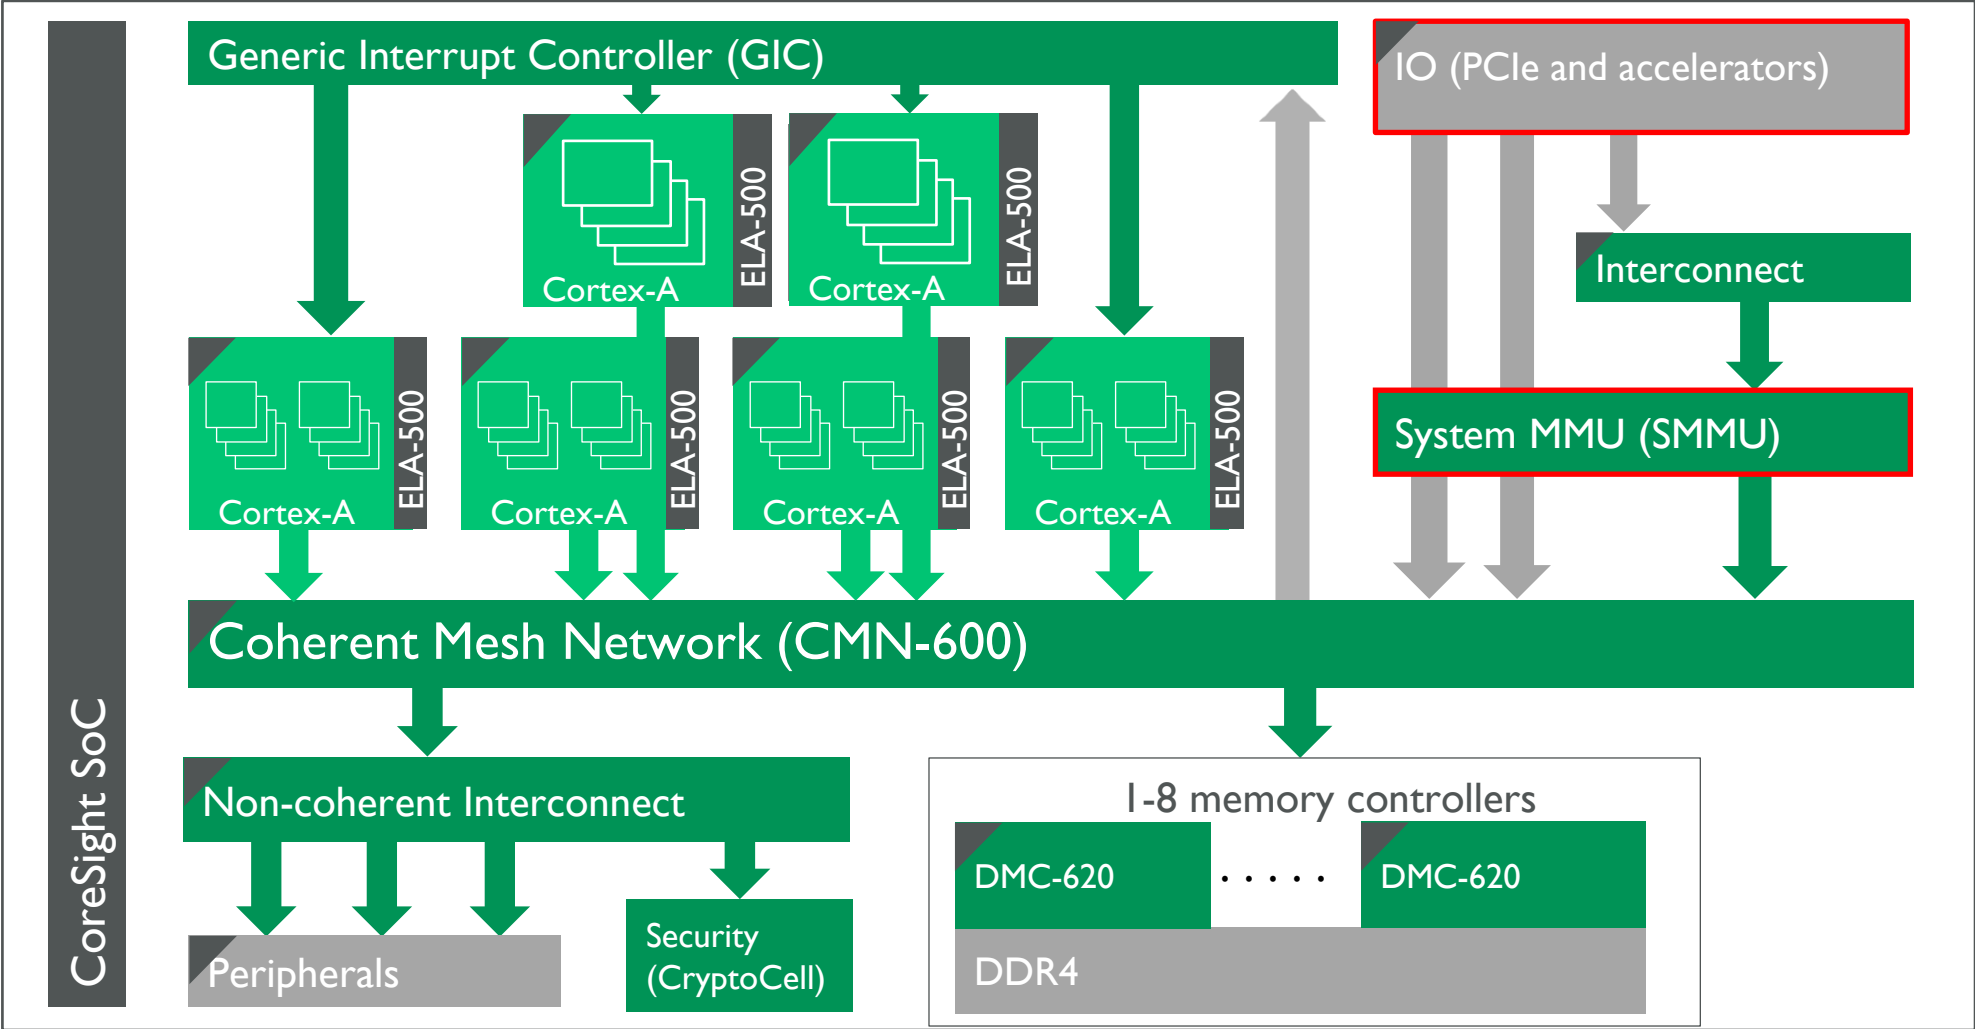 CoreSight SoC
Generic Interrupt Controller (GIC)
IO (PCIe and accelerators)
Cortex-A
ELA-500
Cortex-A
ELA-500
Interconnect
Cortex-A
ELA-500
Cortex-A
ELA-500
Cortex-A
ELA-500
Cortex-A
ELA-500
System MMU (SMMU)
Coherent Mesh Network (CMN-600)
Non-coherent Interconnect
Peripherals
Security
(CryptoCell)
1-8 memory controllers
DMC-620
. . . . .
DMC-620
DDR4